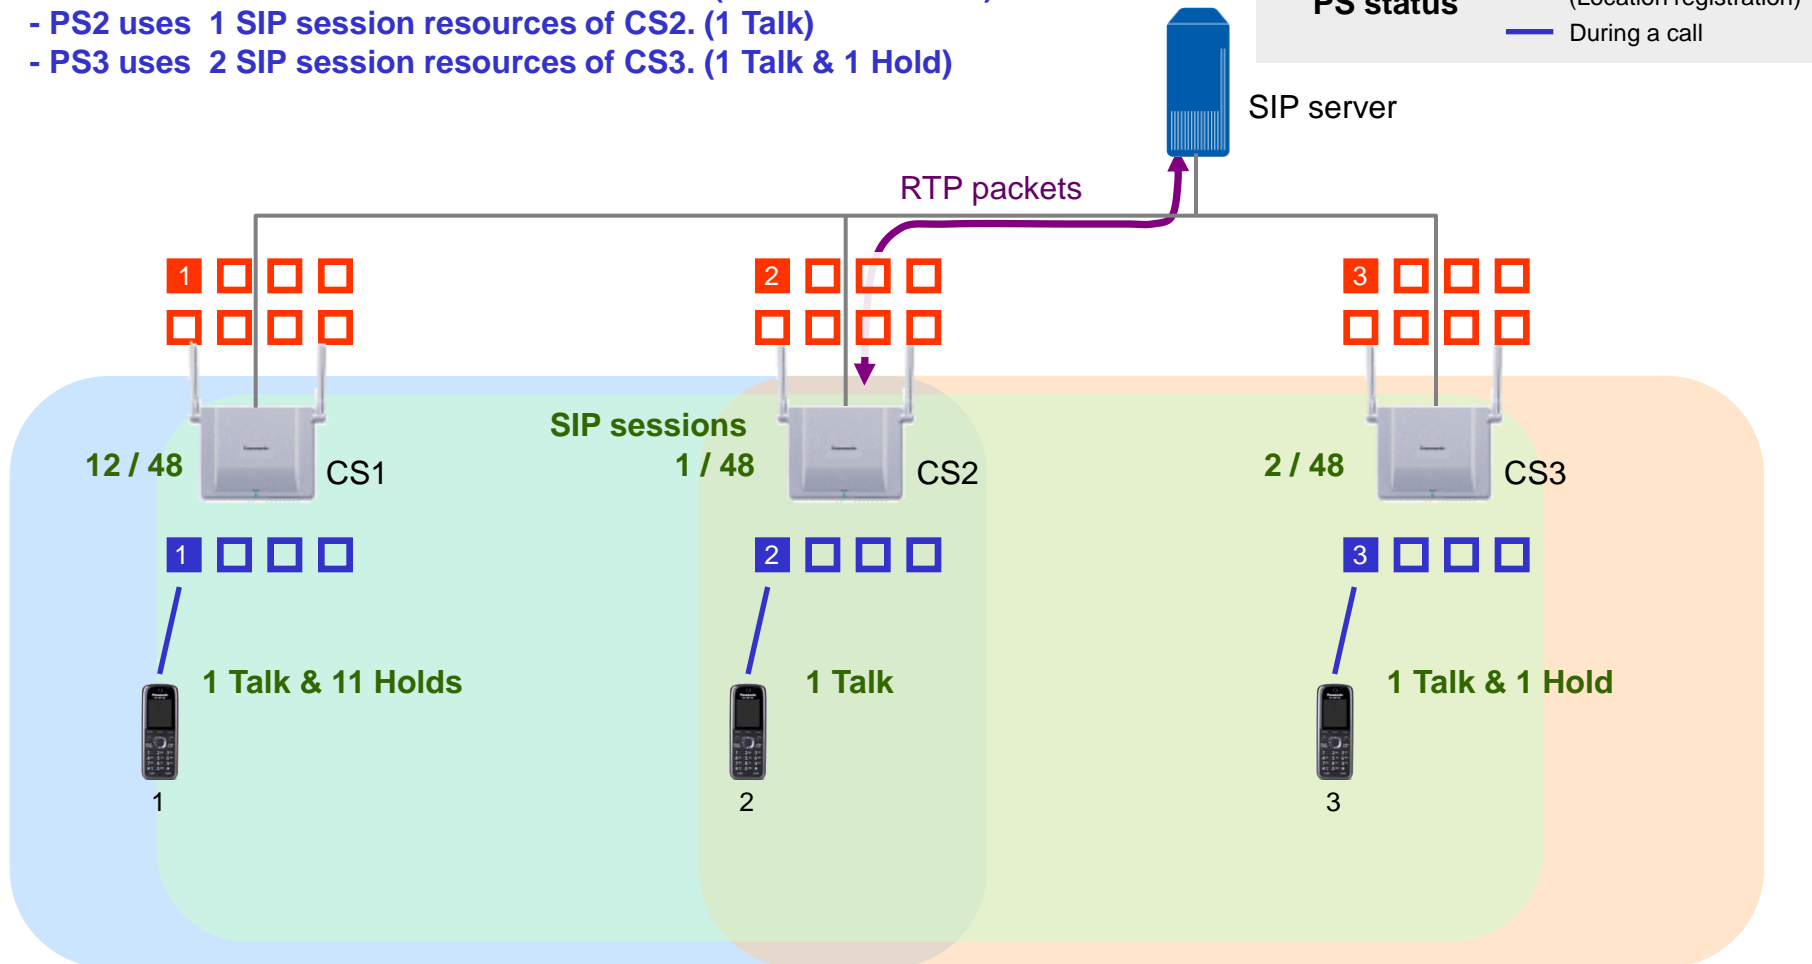 - PS2 uses 1 SIP session resources of CS2. (1 Talk)
- PS3 uses 2 SIP session resources of CS3. (1 Talk & 1 Hold)
PS status
(Location registration)
During a call
SIP server
RTP packets
1
2
3
SIP sessions
12 / 48
CS1
1 / 48
CS2
2 / 48
CS3
1
2
3
1 Talk & 11 Holds
1 Talk
1 Talk & 1 Hold
1
2
3